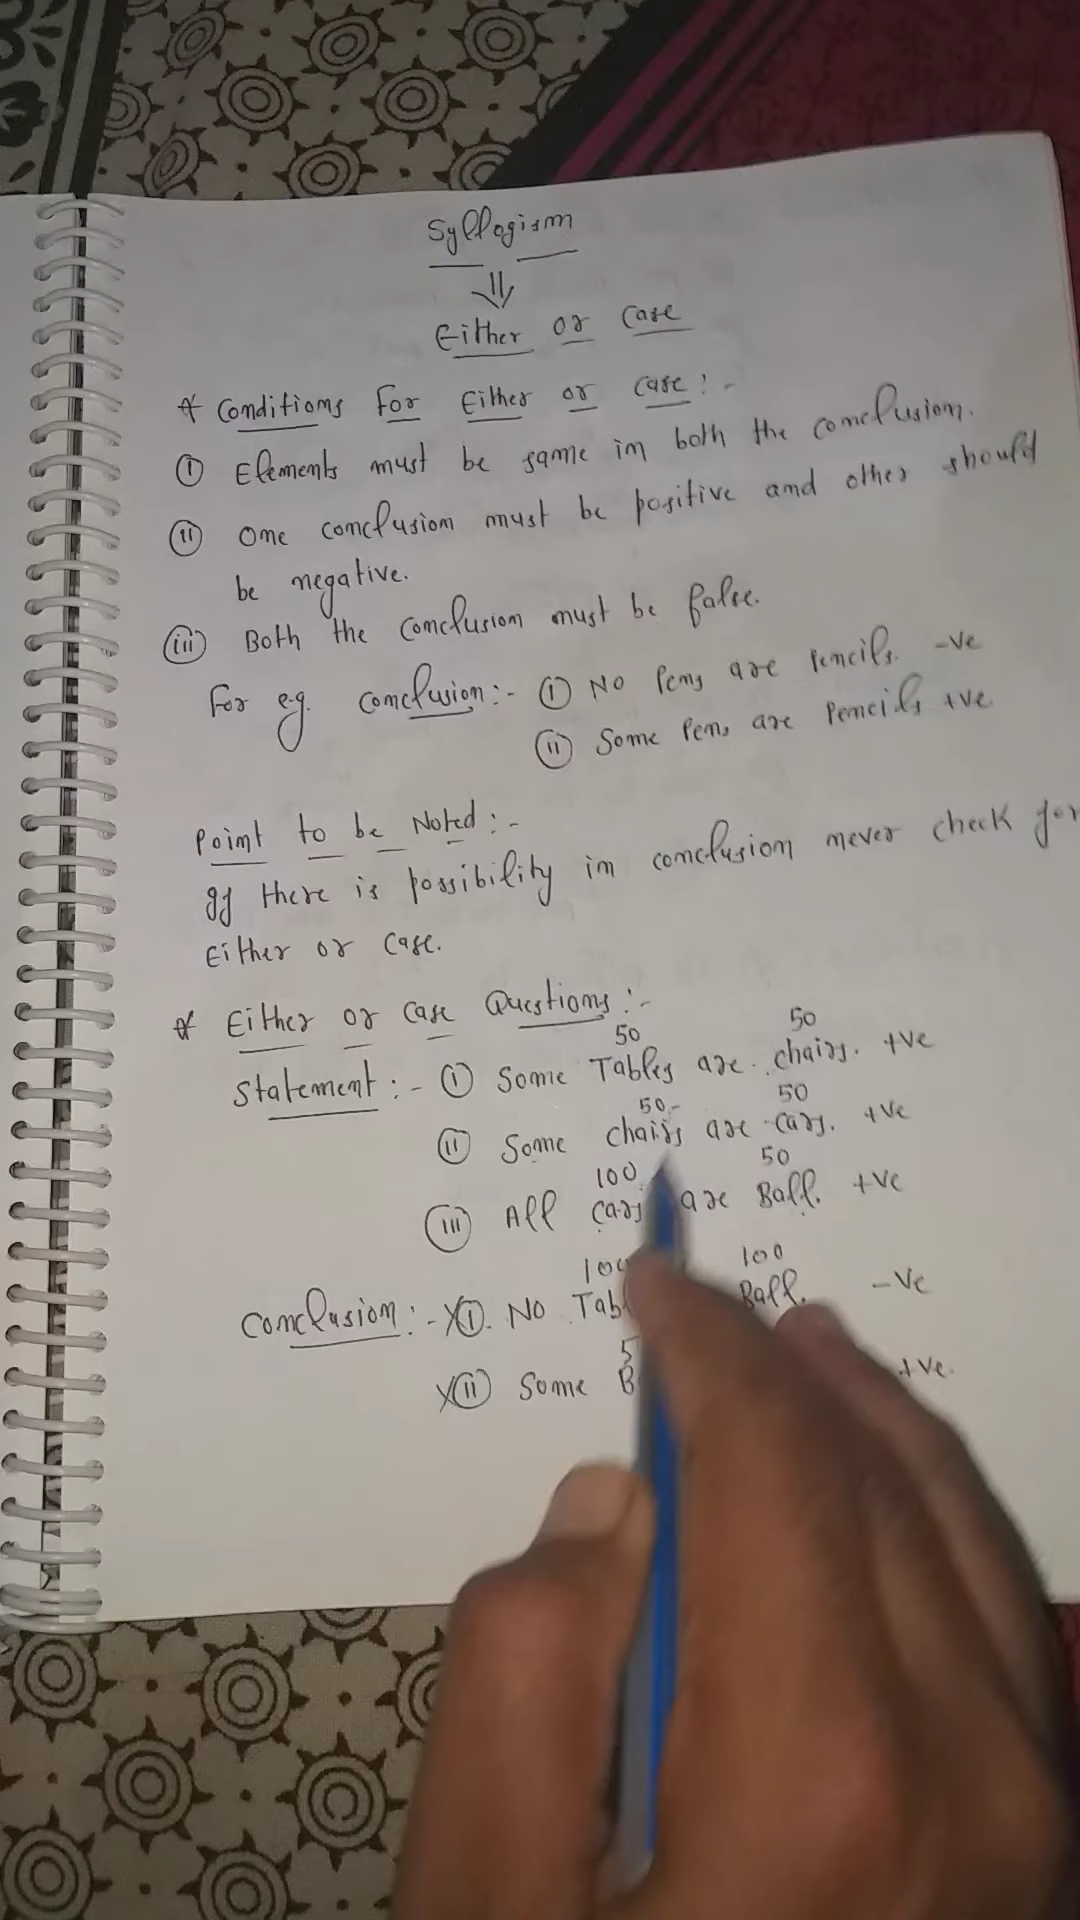 Syllogism
⇓
Either or Case
* Conditions For Either or Case :-
(i) Elements must be same in both the conclusion.
(ii) One conclusion must be positive and other should
be negative.
(iii) Both the conclusion must be false.
For e.g. Conclusion :- (i) No Pens are Pencils. -ve
(ii) Some Pens are Pencils +ve
Point to be Noted :-
If there is possibility in conclusion never check for
Either or Case.
* Either or Case Questions :-
50 50
Statement :- (i) Some Tables are chairs. +ve
50 50
(ii) Some chairs are cars. +ve
100 50
(iii) All cars are Ball. +ve
100
Conclusion :- X(i). No Ball. -ve
X(ii) Some +ve.